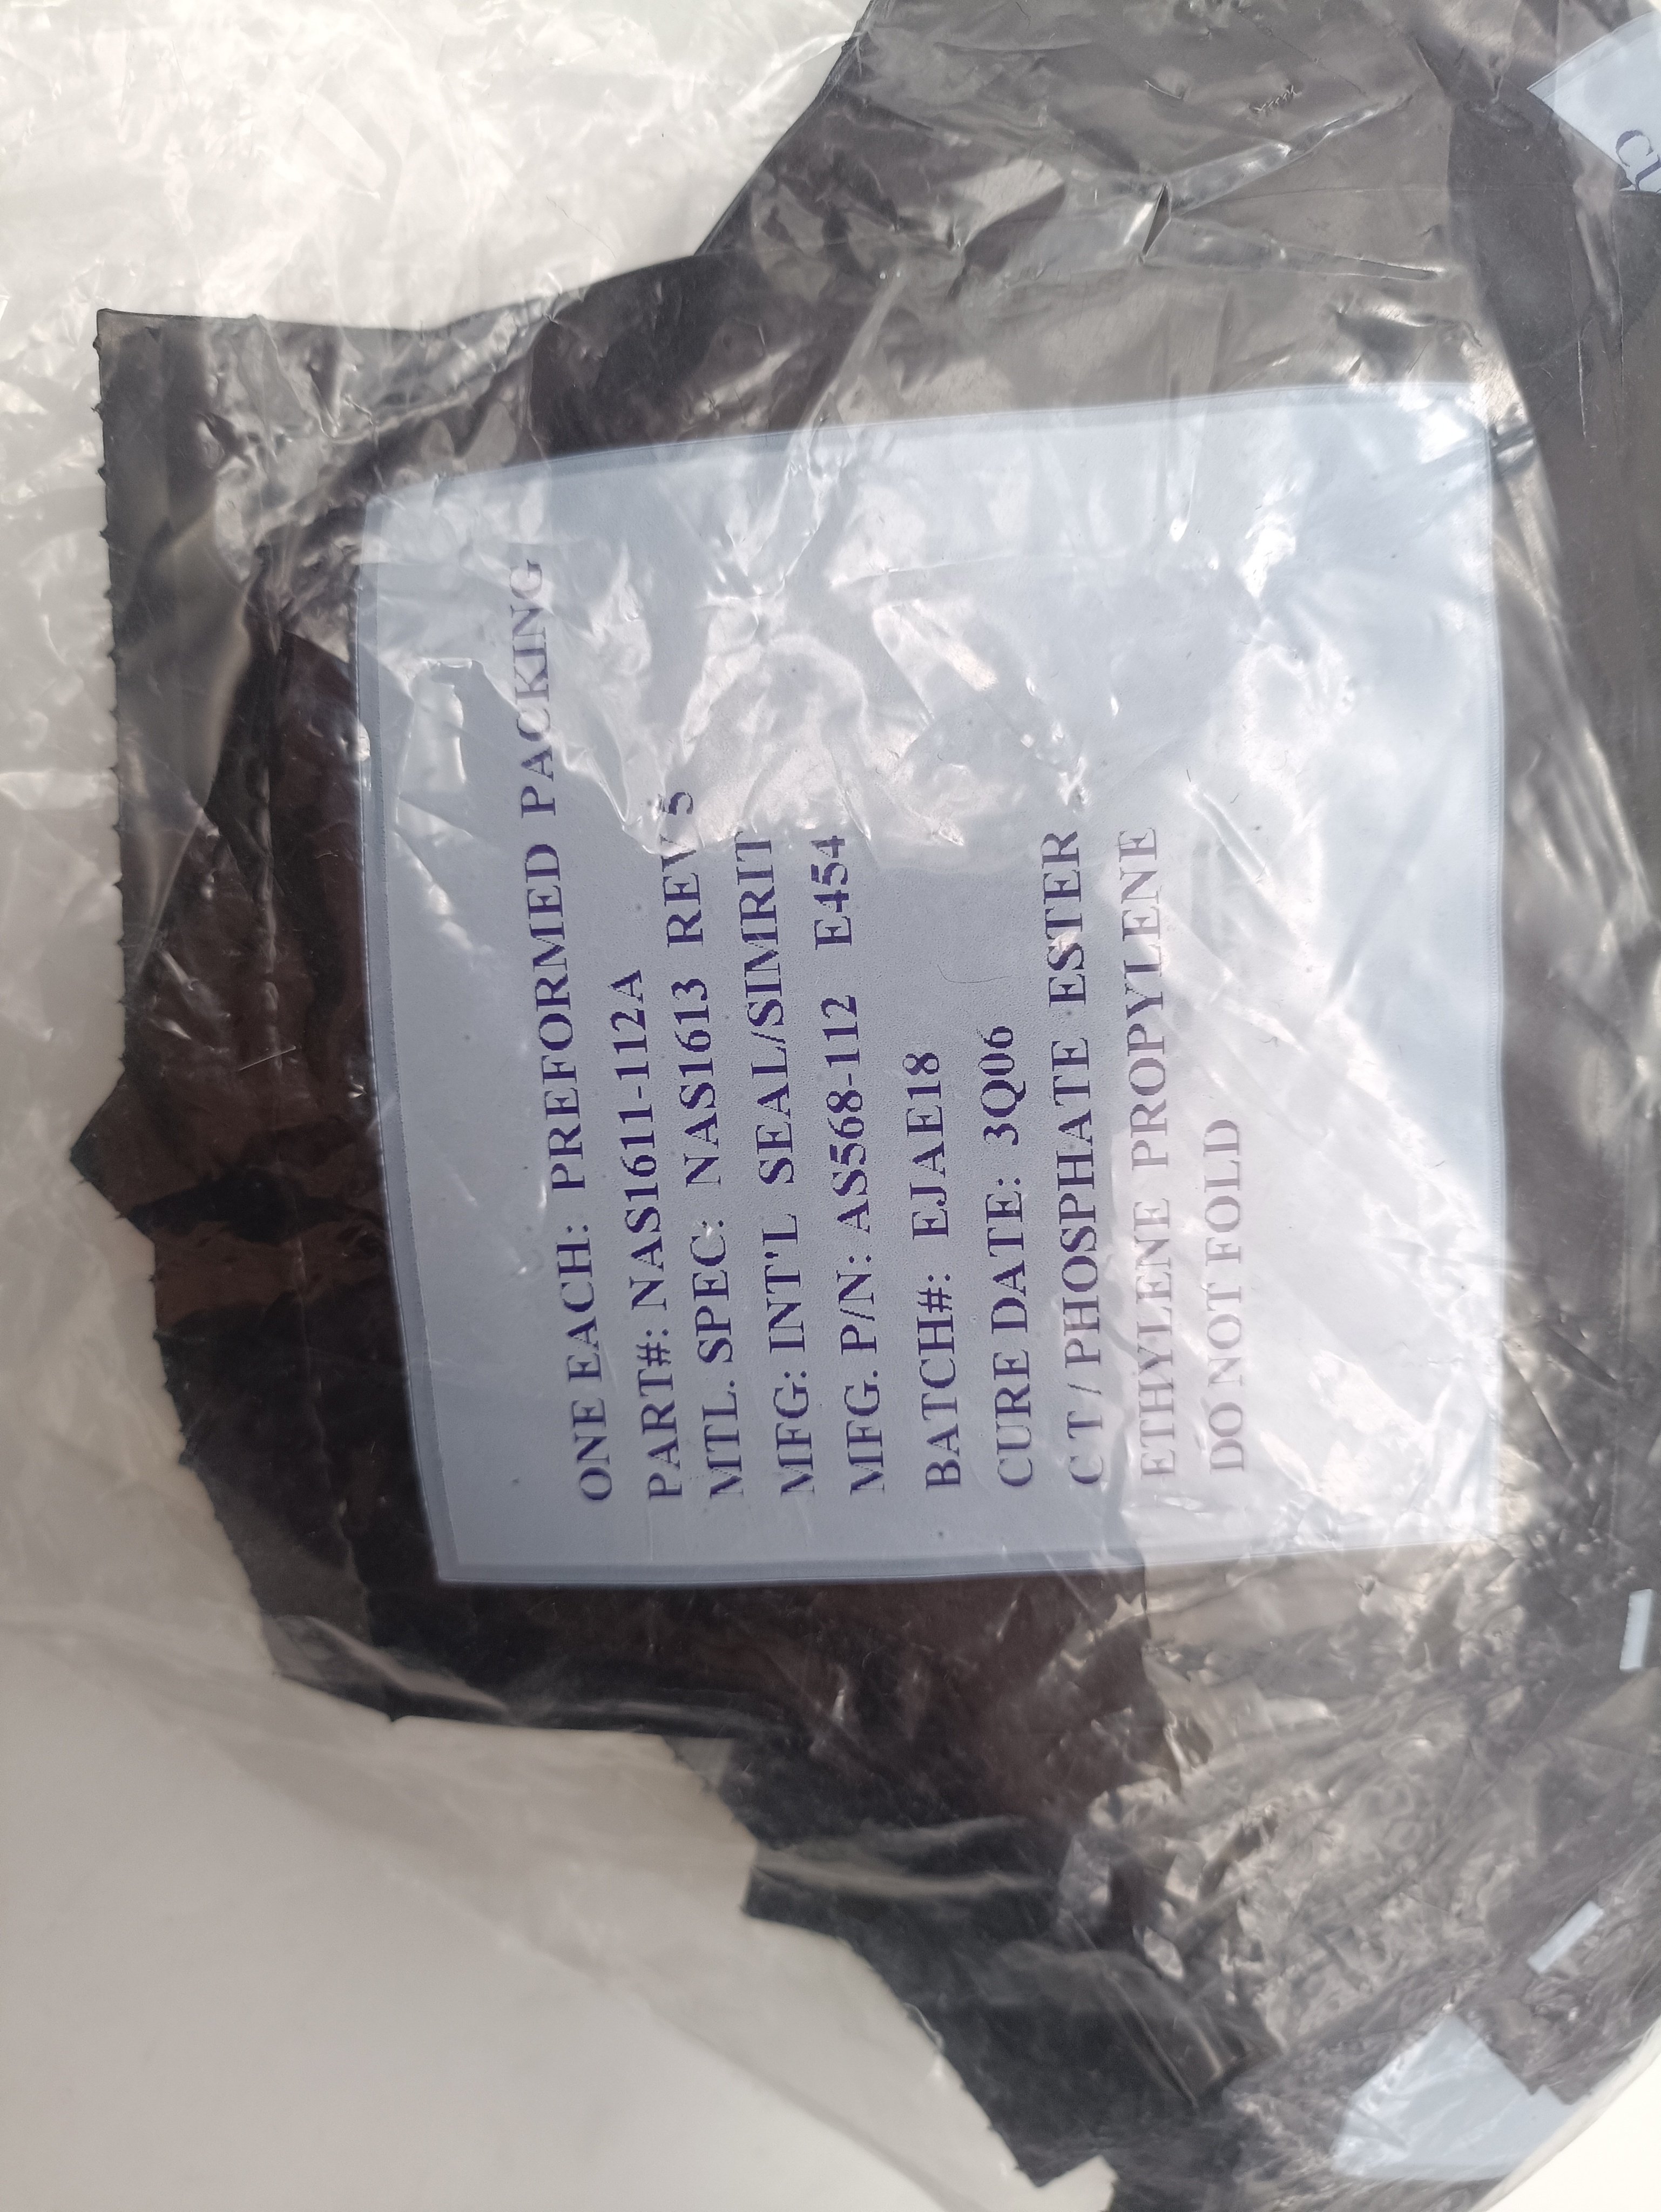 ONE EACH: PREFORMED PACKING
PART#: NAS1611-112A
MTL. SPEC: NAS1613 REV 5
MFG: INT'L SEAL/SIMRIT
MFG. P/N: AS568-112 E454
BATCH#: EJAE18
CURE DATE: 3Q06
C T / PHOSPHATE ESTER
ETHYLENE PROPYLENE
DO NOT FOLD